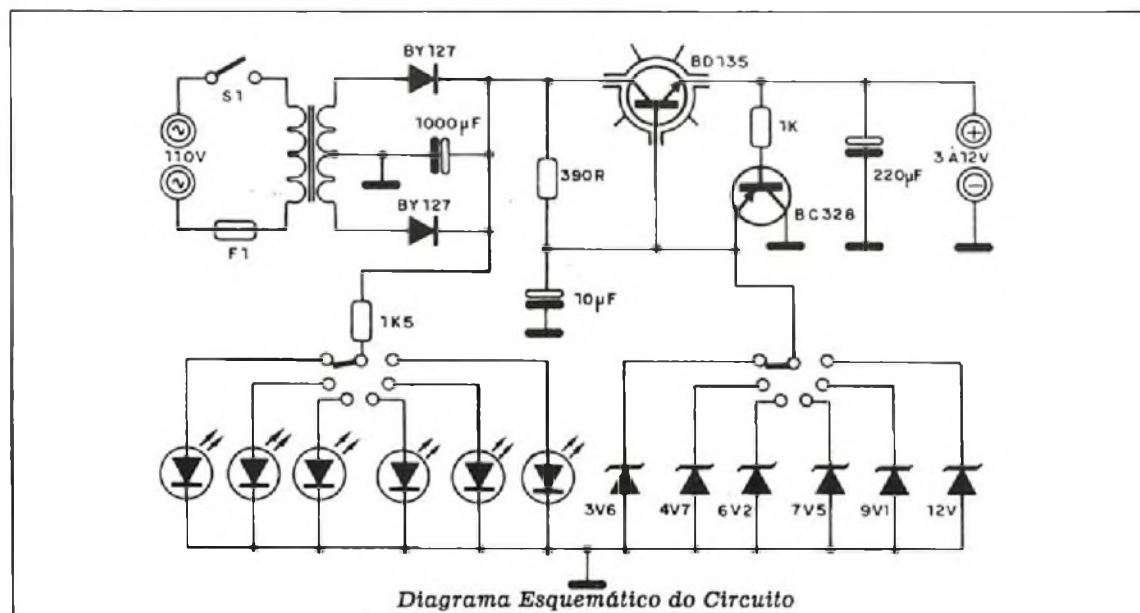 BY127
BD135
S1
1000µF
1K
110V
390R
220µF
3 A 12V
BY127
BC328
F1
10µF
1K5
3V6
4V7
6V2
7V5
9V1
12V
Diagrama Esquemático do Circuito